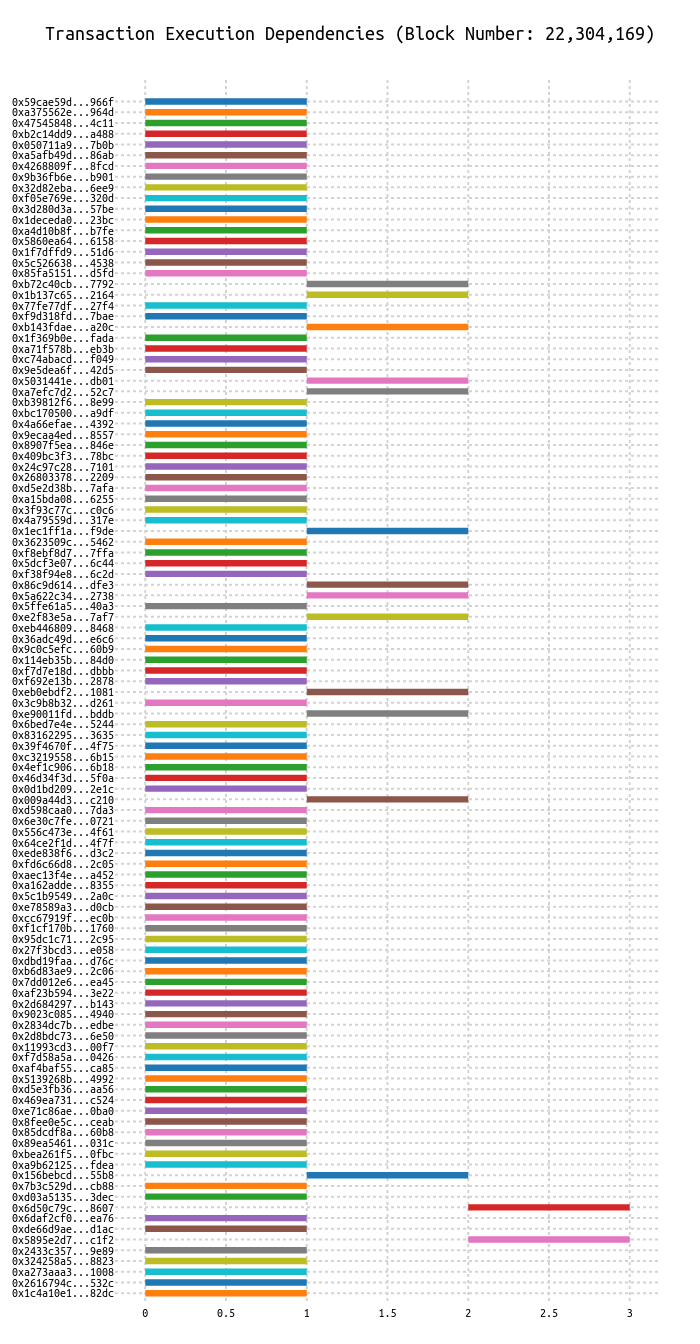 Transaction Execution Dependencies (Block Number: 22,304,169)
0x59cae59d...966f
0xa375562e...964d
0x47545848...4c11
0xb2c14dd9...a488
0x050711a9...7b0b
0xa5afb49d...86ab
0x4268809f...8fcd
0x9b36fb6e...b901
0x32d82eba...6ee9
0xf05e769e...320d
0x3d280d3a...57be
0x1deceda0...23bc
0xa4d10b8f...b7fe
0x5860ea64...6158
0x1f7dffd9...51d6
0x5c526638...4538
0x85fa5151...d5fd
0xb72c40cb...7792
0x1b137c65...2164
0x77fe77df...27f4
0xf9d318fd...7bae
0xb143fdae...a20c
0x1f369b0e...fada
0xa71f578b...eb3b
0xc74abacd...f049
0x9e5dea6f...42d5
0x5031441e...db01
0xa7efc7d2...52c7
0xb39812f6...8e99
0xbc170500...a9df
0x4a66efae...4392
0x9ecaa4ed...8557
0x8907f5ea...846e
0x409bc3f3...78bc
0x24c97c28...7101
0x26803378...2209
0xd5e2d38b...7afa
0xa15bda08...6255
0x3f93c77c...c0c6
0x4a79559d...317e
0x1ec1ff1a...f9de
0x3623509c...5462
0xf8ebf8d7...7ffa
0x5dcf3e07...6c44
0xf38f94e8...6c2d
0x86c9d614...dfe3
0x5a622c34...2738
0x5ffe61a5...40a3
0xe2f83e5a...7af7
0xeb446809...8468
0x36adc49d...e6c6
0x9c0c5efc...60b9
0x114eb35b...84d0
0xf7d7e18d...dbbb
0xf692e13b...2878
0xeb0ebdf2...1081
0x3c9b8b32...d261
0xe90011fd...bddb
0x6bed7e4e...5244
0x83162295...3635
0x39f4670f...4f75
0xc3219558...6b15
0x4ef1c906...6b18
0x46d34f3d...5f0a
0x0d1bd209...2e1c
0x009a44d3...c210
0xd598caa0...7da3
0x6e30c7fe...0721
0x556c473e...4f61
0x64ce2f1d...4f7f
0xede838f6...d3c2
0xfd6c66d8...2c05
0xaec13f4e...a452
0xa162adde...8355
0x5c1b9549...2a0c
0xe78589a3...d0cb
0xcc67919f...ec0b
0xf1cf170b...1760
0x95dc1c71...2c95
0x27f3bcd3...e058
0xdbd19faa...d76c
0xb6d83ae9...2c06
0x7dd012e6...ea45
0xaf23b594...3e22
0x2d684297...b143
0x9023c085...4940
0x2834dc7b...edbe
0x2d8bdc73...6e50
0x11993cd3...00f7
0xf7d58a5a...0426
0xaf4baf55...ca85
0x5139268b...4992
0xd5e3fb36...aa56
0x469ea731...c524
0xe71c86ae...0ba0
0x8fee0e5c...ceab
0x85dcdf8a...60b8
0x89ea5461...031c
0xbea261f5...0fbc
0xa9b62125...fdea
0x156bebcd...55b8
0x7b3c529d...cb88
0xd03a5135...3dec
0x6d50c79c...8607
0x6daf2cf0...ea76
0xde66d9ae...d1ac
0x5895e2d7...c1f2
0x2433c357...9e89
0x324258a5...8823
0xa273aaa3...1008
0x2616794c...532c
0x1c4a10e1...82dc
0 0.5 1 1.5 2 2.5 3